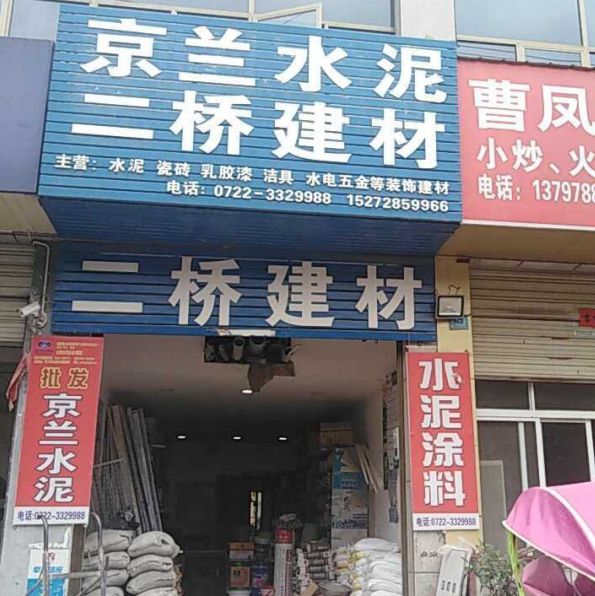 京兰水泥
二桥建材
主营：水泥 瓷砖 乳胶漆 洁具 水电五金等装饰建材
电话：0722-3329988 15272859966
曹凤
小炒、火
电话：1379788
二桥建材
批发
京兰水泥
电话:0722-3329988
水泥涂料
电话:0722-3329988